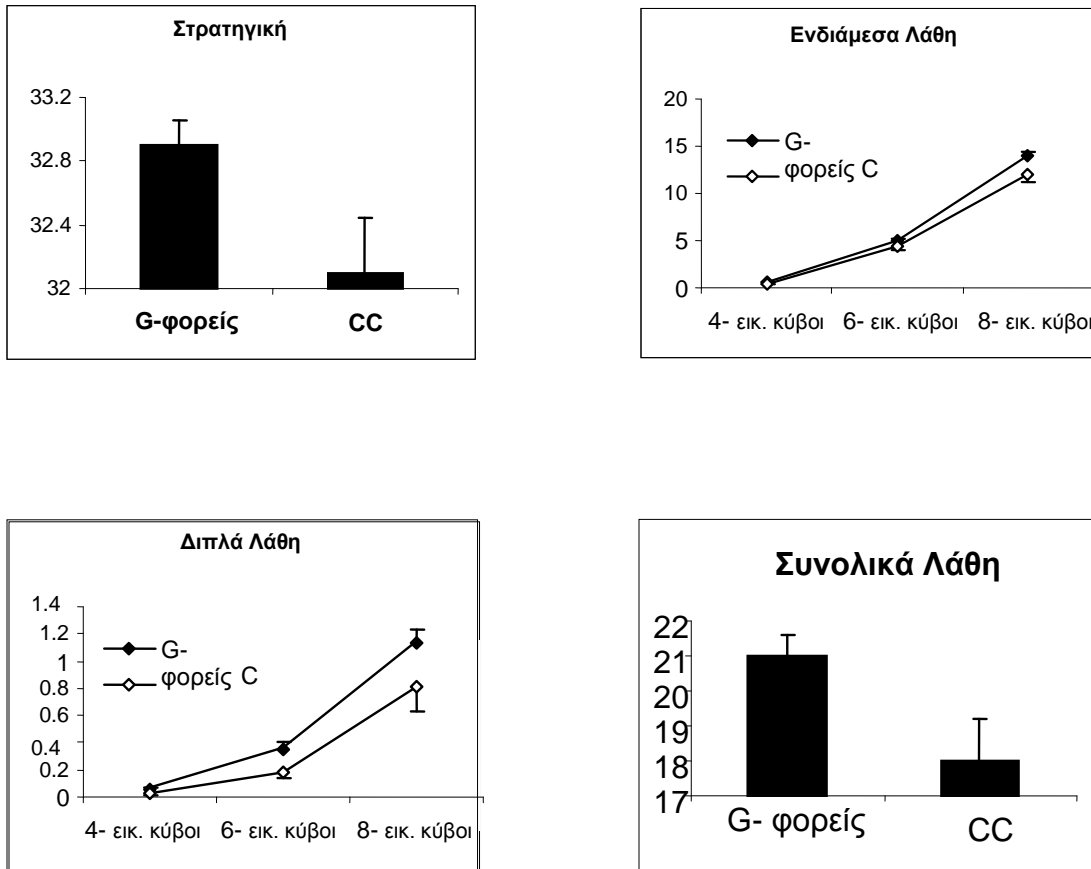 Στρατηγική
33.2
32.8
32.4
32
G-φορείς CC
Ενδιάμεσα Λάθη
20
15
10
5
0
G-
φορείς C
4- εικ. κύβοι 6- εικ. κύβοι 8- εικ. κύβοι
Διπλά Λάθη
1.4
1.2
1
0.8
0.6
0.4
0.2
0
G-
φορείς C
4- εικ. κύβοι 6- εικ. κύβοι 8- εικ. κύβοι
Συνολικά Λάθη
22
21
20
19
18
17
G- φορείς CC